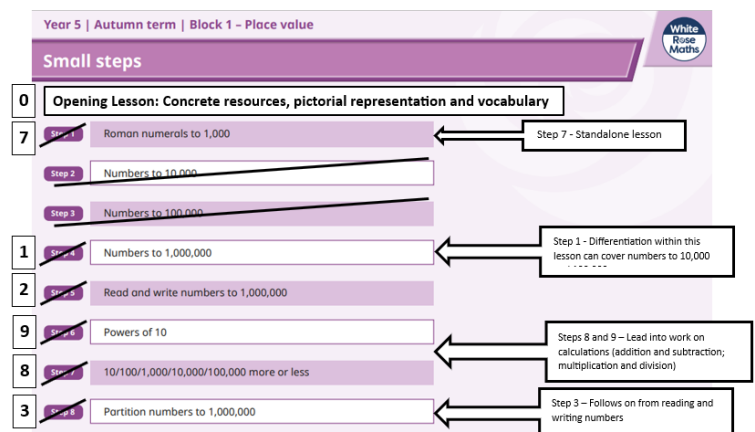 Year 5 | Autumn term | Block 1 – Place value
White
Rose
Maths
Small steps
0 Opening Lesson: Concrete resources, pictorial representation and vocabulary
7 Step 1 Roman numerals to 1,000
Step 7 - Standalone lesson
Step 2 Numbers to 10,000
Step 3 Numbers to 100,000
1 Step 4 Numbers to 1,000,000
Step 1 - Differentiation within this
lesson can cover numbers to 10,000
2 Step 5 Read and write numbers to 1,000,000
9 Step 6 Powers of 10
Steps 8 and 9 – Lead into work on
calculations (addition and subtraction;
multiplication and division)
8 Step 7 10/100/1,000/10,000/100,000 more or less
3 Step 8 Partition numbers to 1,000,000
Step 3 – Follows on from reading and
writing numbers